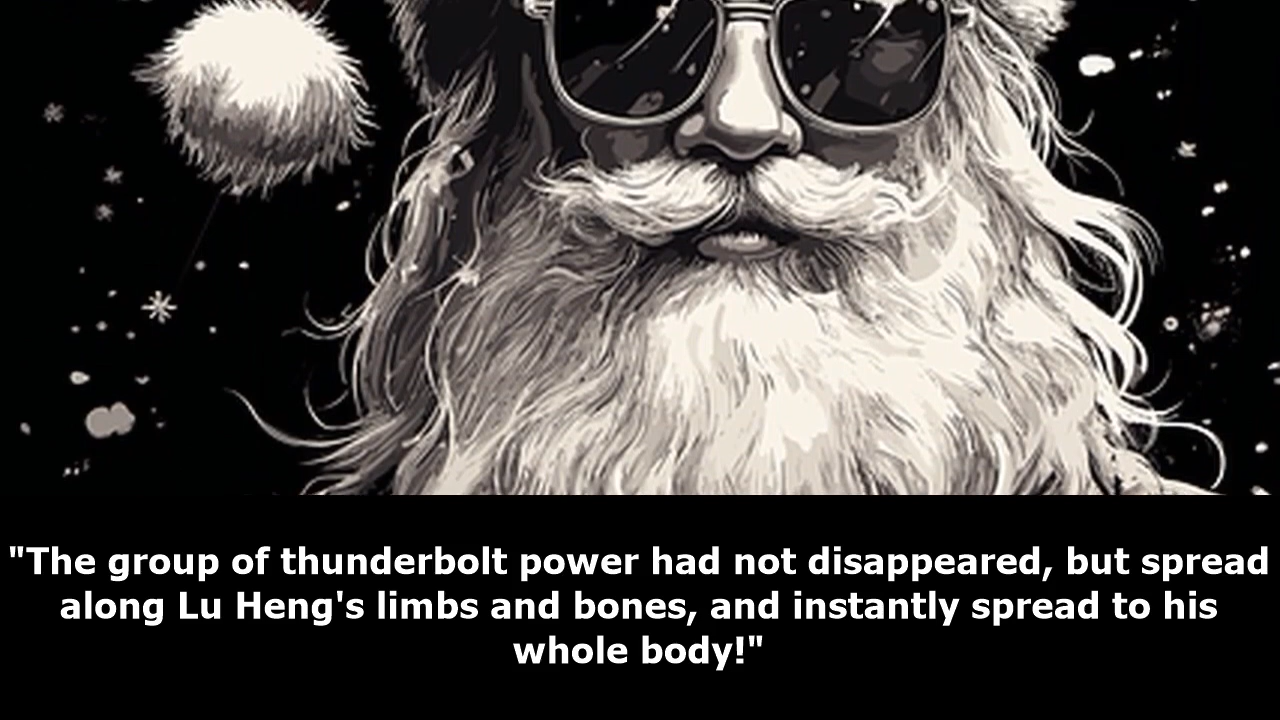 "The group of thunderbolt power had not disappeared, but spread
along Lu Heng's limbs and bones, and instantly spread to his
whole body!"